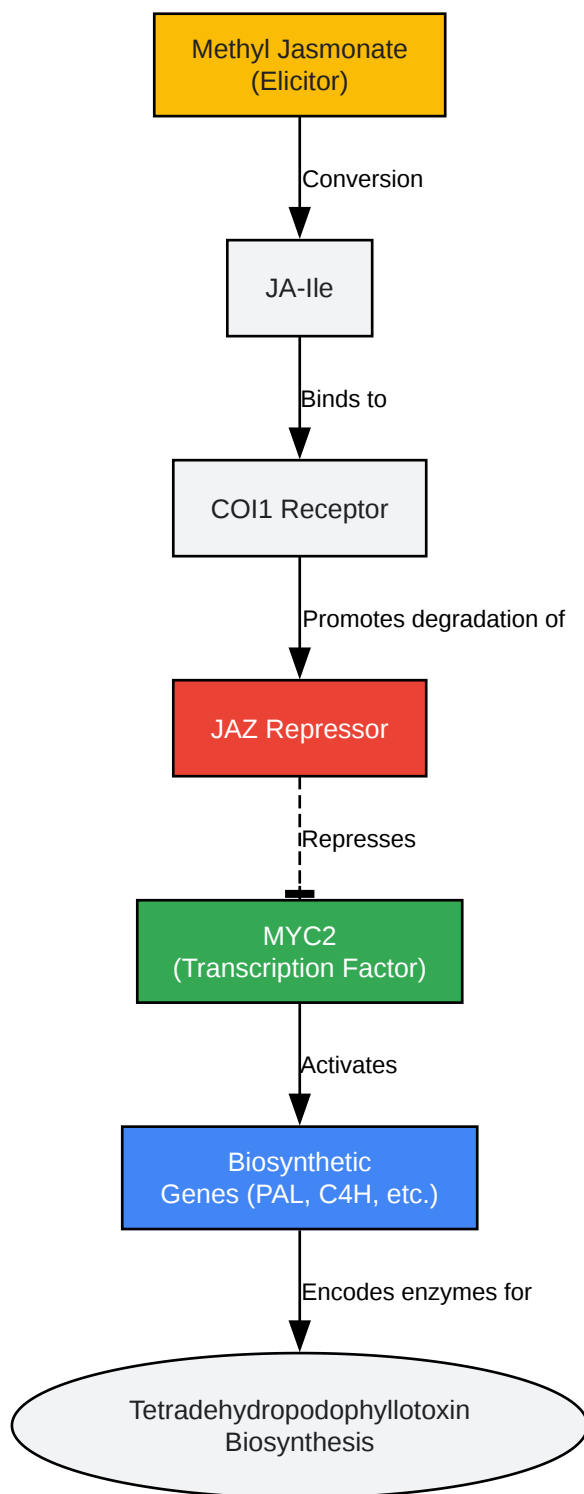 Methyl Jasmonate
(Elicitor)
Conversion
JA-Ile
Binds to
COI1 Receptor
Promotes degradation of
JAZ Repressor
Represses
MYC2
(Transcription Factor)
Activates
Biosynthetic
Genes (PAL, C4H, etc.)
Encodes enzymes for
Tetradehydropodophyllotoxin
Biosynthesis